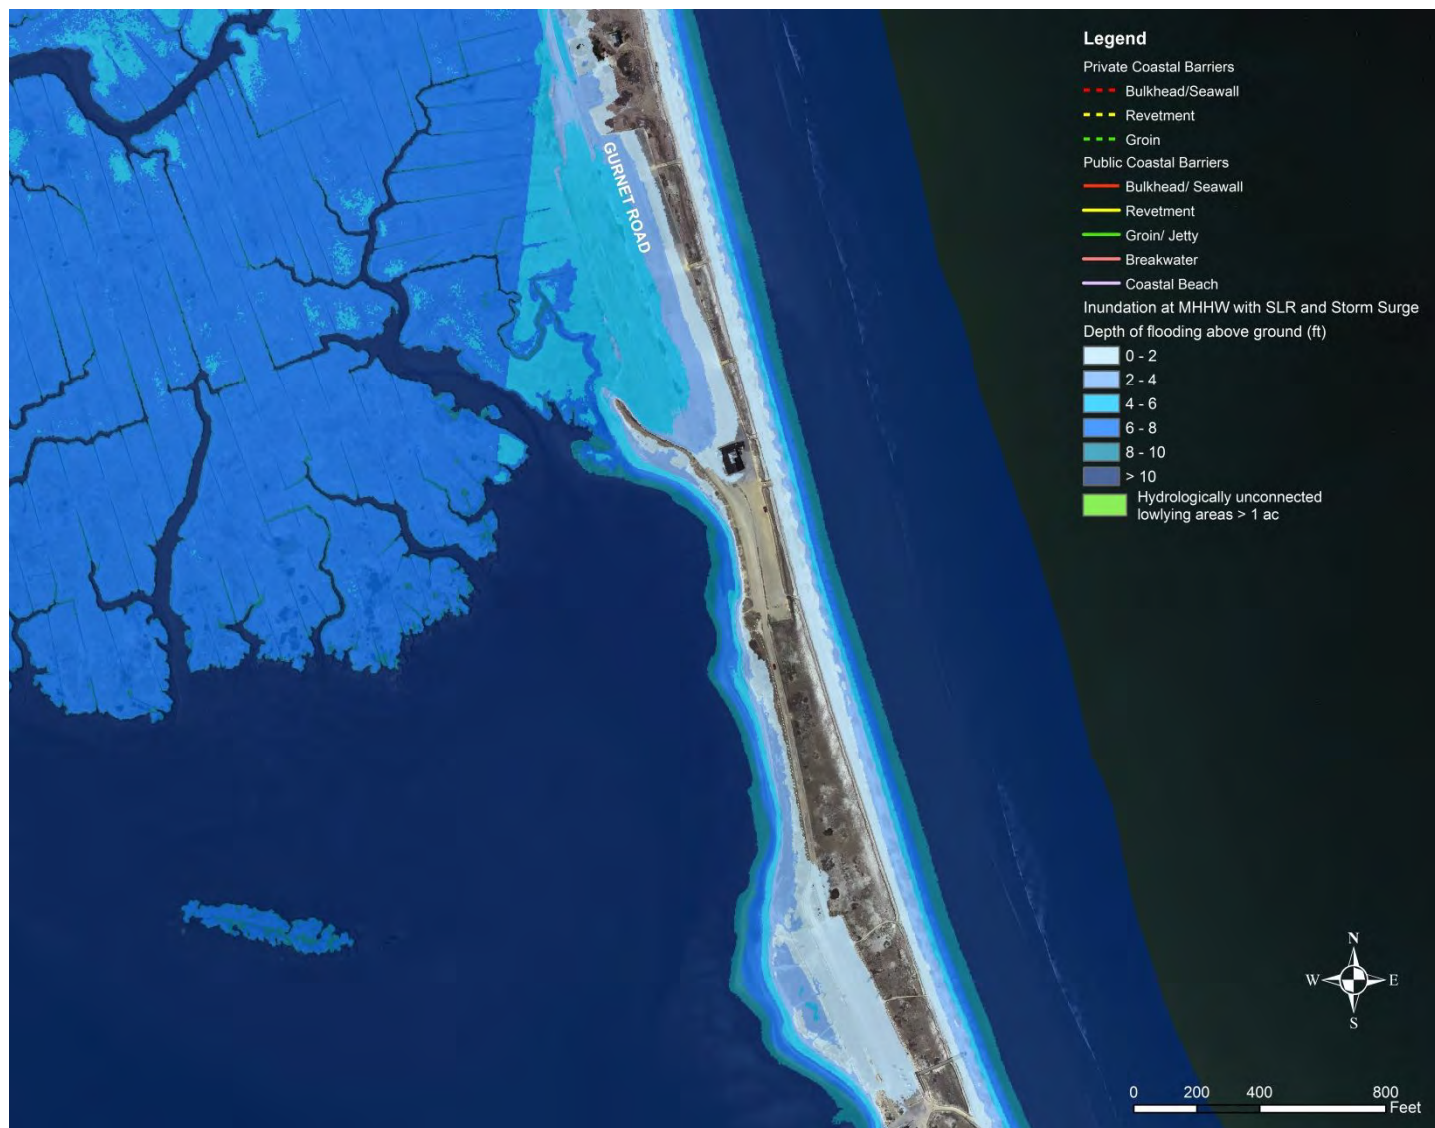 GURNET ROAD
Legend
Private Coastal Barriers
Bulkhead/Seawall
Revetment
Groin
Public Coastal Barriers
Bulkhead/ Seawall
Revetment
Groin/ Jetty
Breakwater
Coastal Beach
Inundation at MHHW with SLR and Storm Surge
Depth of flooding above ground (ft)
0 - 2
2 - 4
4 - 6
6 - 8
8 - 10
> 10
Hydrologically unconnected
lowlying areas > 1 ac
N
W E
S
0 200 400 800
Feet